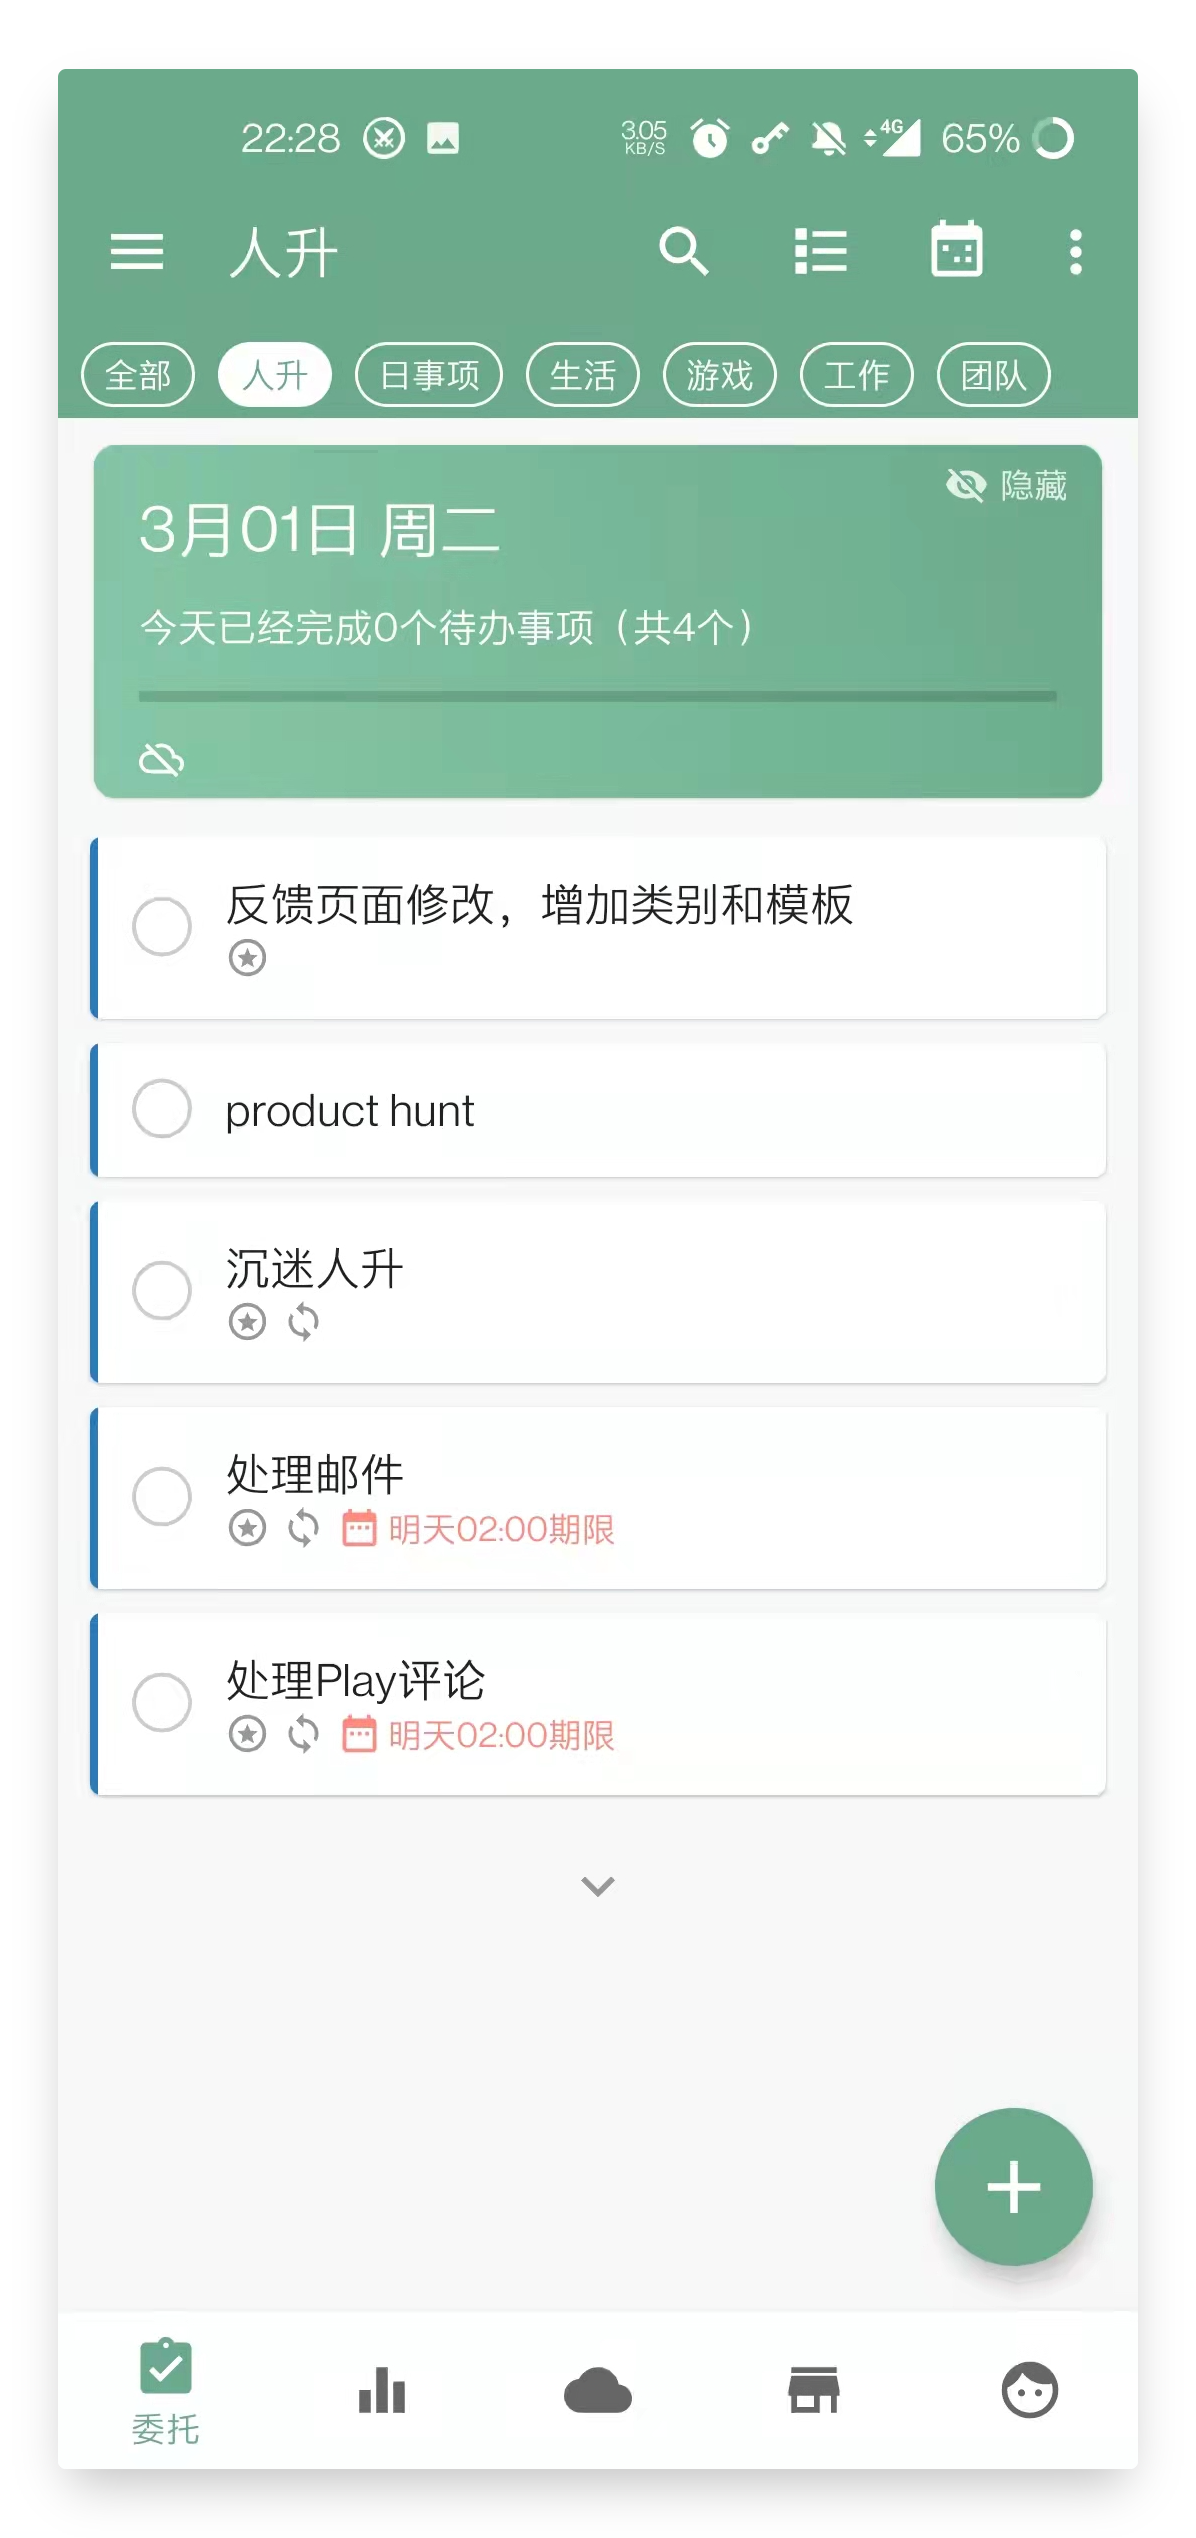 22:28 3.05 KB/S 4G 65%
人升
全部 人升 日事项 生活 游戏 工作 团队
隐藏
3月01日 周二
今天已经完成0个待办事项（共4个）
反馈页面修改，增加类别和模板
product hunt
沉迷人升
处理邮件
明天02:00期限
处理Play评论
明天02:00期限
委托